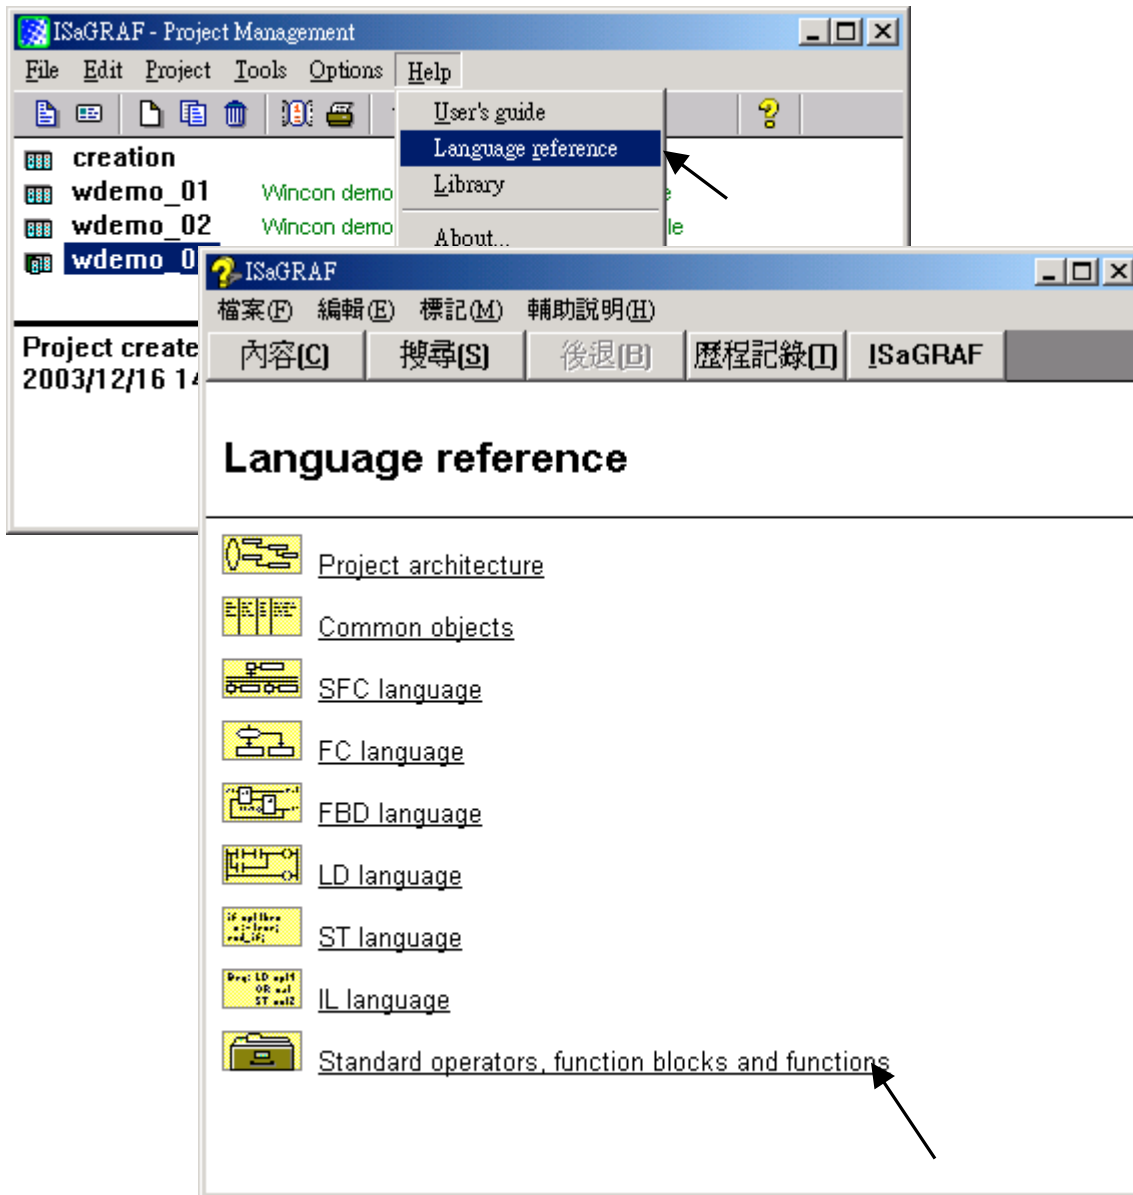 ISaGRAF - Project Management
File Edit Project Tools Options Help
User's guide
Language reference
Library
About...
creation
wdemo_01 Wincon demo
wdemo_02 Wincon demo
wdemo_0
Project create
2003/12/16 14
ISaGRAF
檔案(F) 編輯(E) 標記(M) 輔助說明(H)
內容(C) 搜尋(S) 後退(B) 歷程記錄(T) ISaGRAF
Language reference
Project architecture
Common objects
SFC language
FC language
FBD language
LD language
ST language
IL language
Standard operators, function blocks and functions